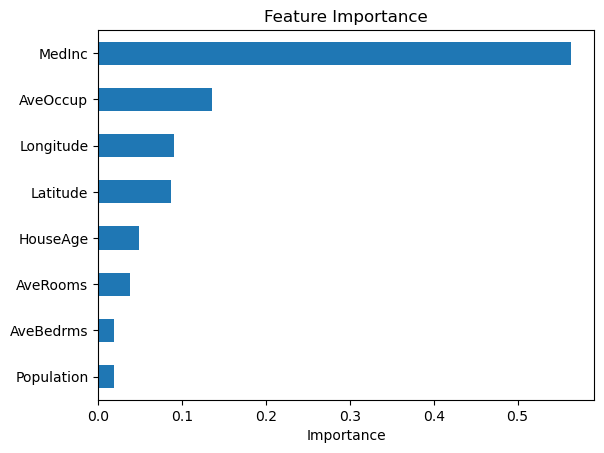 Feature Importance
MedInc
AveOccup
Longitude
Latitude
HouseAge
AveRooms
AveBedrms
Population
0.0 0.1 0.2 0.3 0.4 0.5
Importance